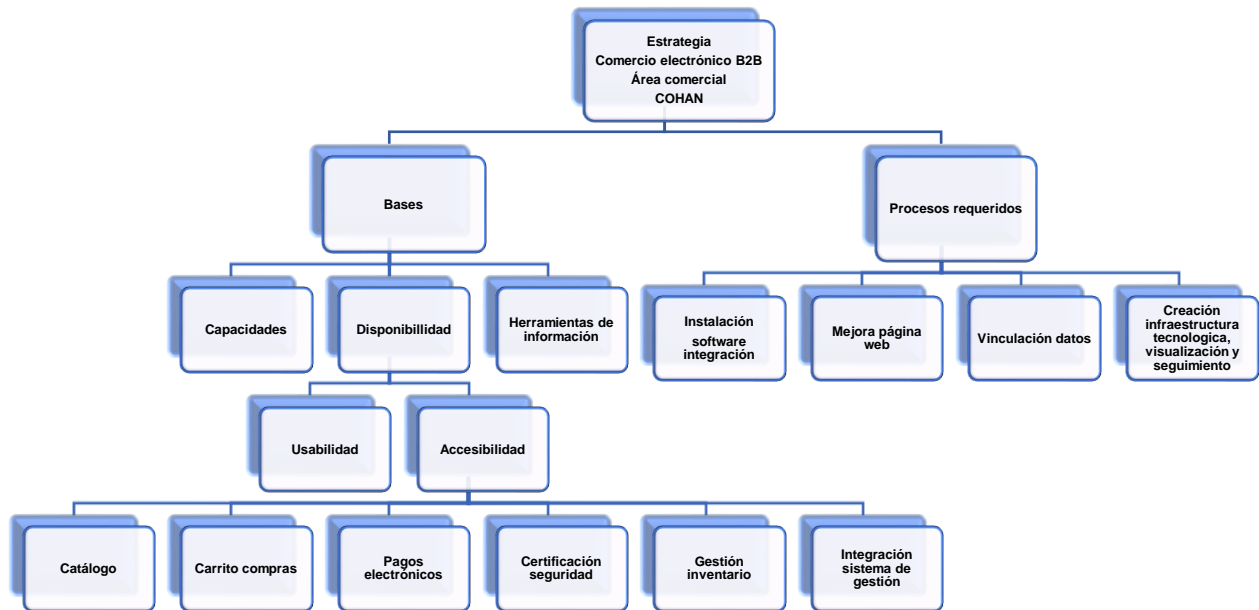 Estrategia
Comercio electrónico B2B
Área comercial
COHAN
Bases
Procesos requeridos
Capacidades
Disponibillidad
Herramientas de
información
Instalación
software
integración
Mejora página
web
Vinculación datos
Creación
infraestructura
tecnologica,
visualización y
seguimiento
Usabilidad
Accesibilidad
Catálogo
Carrito compras
Pagos
electrónicos
Certificación
seguridad
Gestión
inventario
Integración
sistema de
gestión